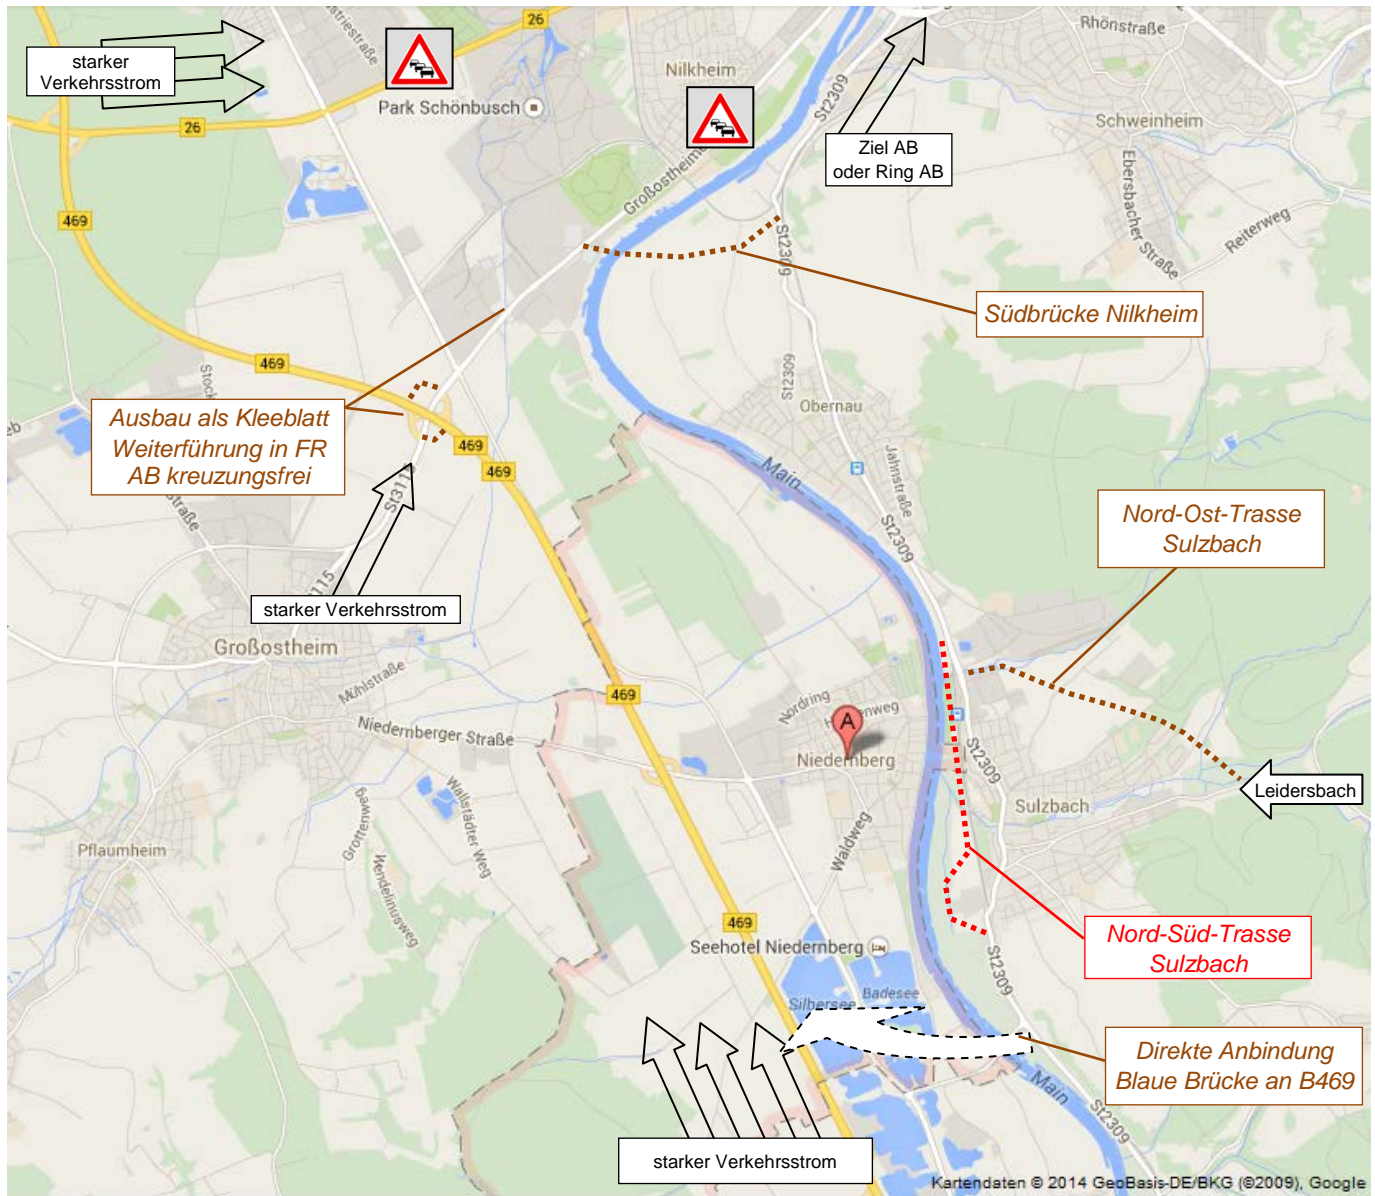 starker
Verkehrsstrom
26
Rhönstraße
Nilkheim
St2309
Park Schönbusch
26
Schweinheim
Ziel AB
oder Ring AB
Ebersbacher Straße
Großostheimer
469
Reiterweg
St2309
Südbrücke Nilkheim
469
St2309
Ausbau als Kleeblatt
Weiterführung in FR
AB kreuzungsfrei
Obernau
469
469
Main
Jahnstraße
St3115
Nord-Ost-Trasse
Sulzbach
St2309
starker Verkehrsstrom
Großostheim
Mühlstraße
469
Nordring
Niedernberger Straße
A
Niedernberg
St2309
Leidersbach
Sulzbach
Wallstädter Weg
Grottenweg
Pflaumheim
Waldweg
Wendelinusweg
469
Seehotel Niedernberg
Nord-Süd-Trasse
Sulzbach
St2309
Silbersee
Badesee
Direkte Anbindung
Blaue Brücke an B469
Main
St2309
starker Verkehrsstrom
Kartendaten © 2014 GeoBasis-DE/BKG (©2009), Google